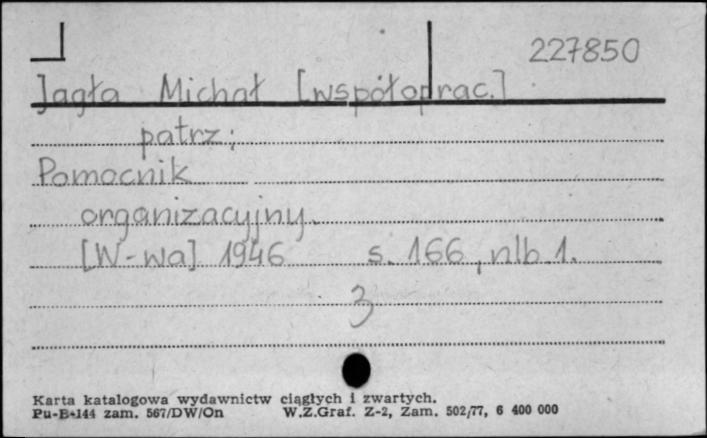 227850
Jagła Michał [współoprac.]
patrz:
Pomocnik
organizacyjny.
[W-wa] 1946 s. 166, nlb 1.
3
Karta katalogowa wydawnictw ciągłych i zwartych.
Pu-B-144 zam. 567/DW/On W.Z.Graf. Z-2, Zam. 502/77, 6 400 000